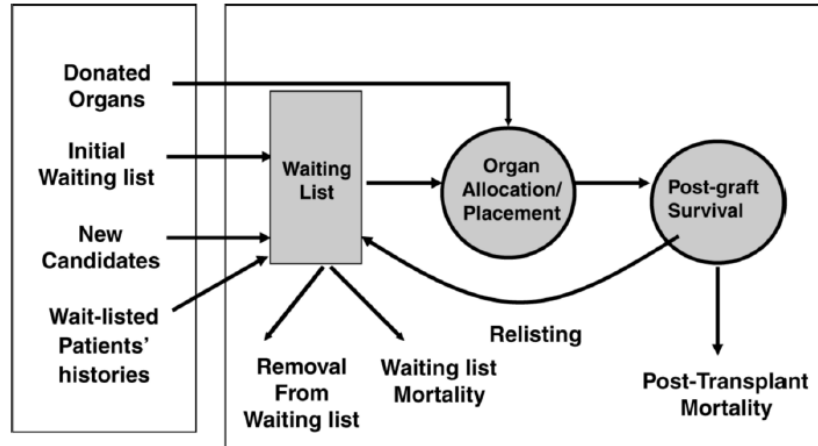 Donated
Organs
Initial
Waiting list
New
Candidates
Wait-listed
Patients’
histories
Waiting
List
Organ
Allocation/
Placement
Post-graft
Survival
Relisting
Removal
From
Waiting list
Waiting list
Mortality
Post-Transplant
Mortality